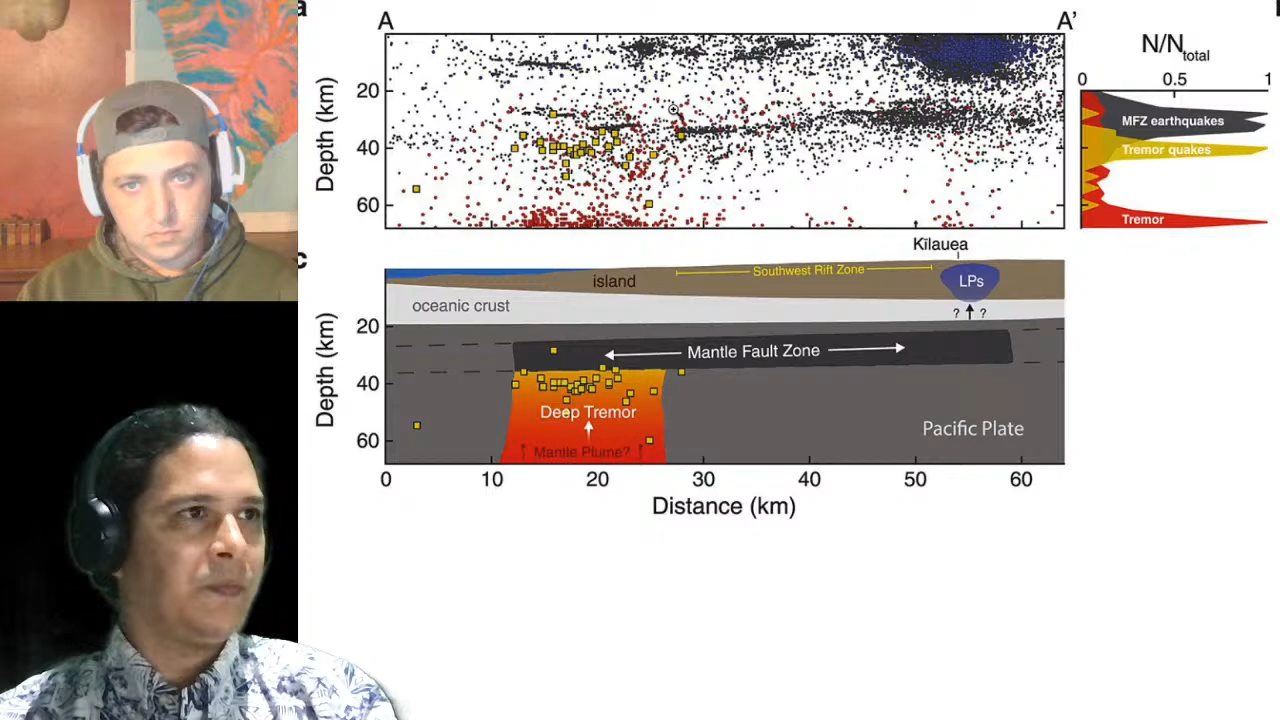 a
A
A'
Depth (km)
20
40
60
N/Ntotal
0
0.5
1
MFZ earthquakes
Tremor quakes
Tremor
c
Kīlauea
island
Southwest Rift Zone
LPs
oceanic crust
? ?
Depth (km)
20
40
60
Mantle Fault Zone
Deep Tremor
Mantle Plume?
Pacific Plate
0
10
20
30
40
50
60
Distance (km)